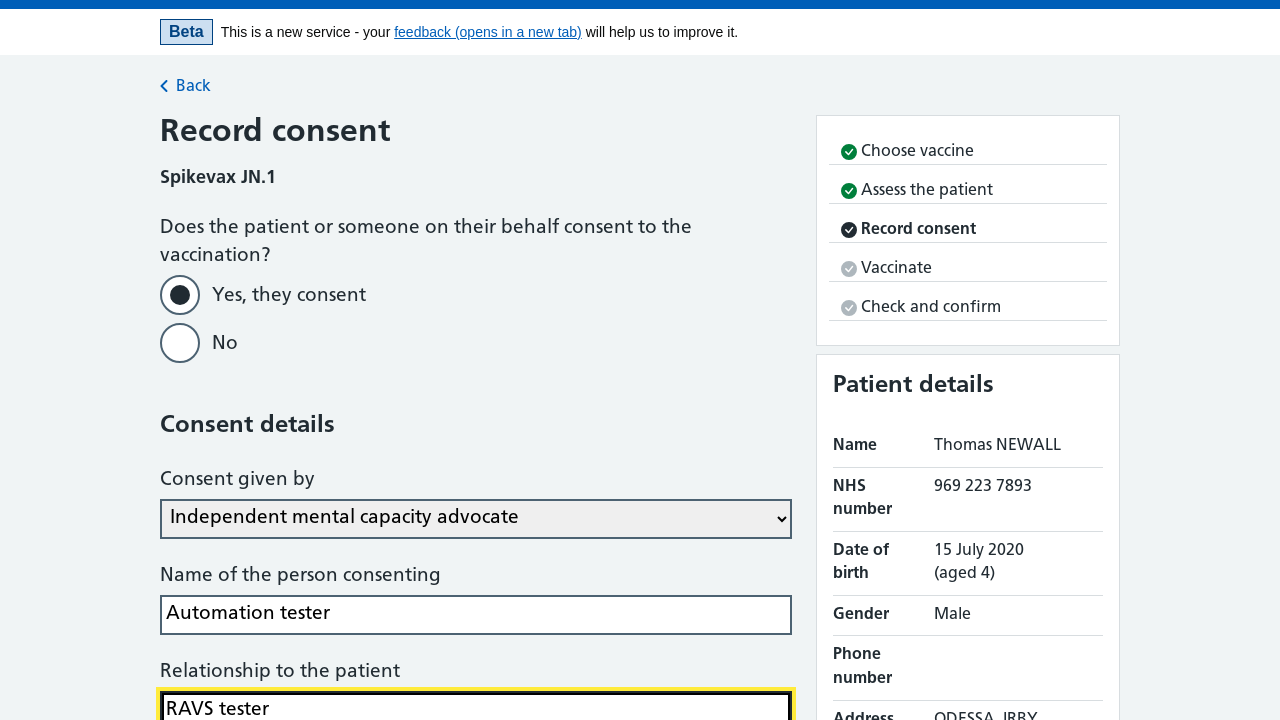 Beta This is a new service - your feedback (opens in a new tab) will help us to improve it.
Back
Record consent
Spikevax JN.1
Does the patient or someone on their behalf consent to the
vaccination?
Yes, they consent
No
Consent details
Consent given by
Independent mental capacity advocate
Name of the person consenting
Automation tester
Relationship to the patient
RAVS tester
Choose vaccine
Assess the patient
Record consent
Vaccinate
Check and confirm
Patient details
Name Thomas NEWALL
NHS 969 223 7893
number
Date of 15 July 2020
birth (aged 4)
Gender Male
Phone
number
Address ODESSA, IRBY